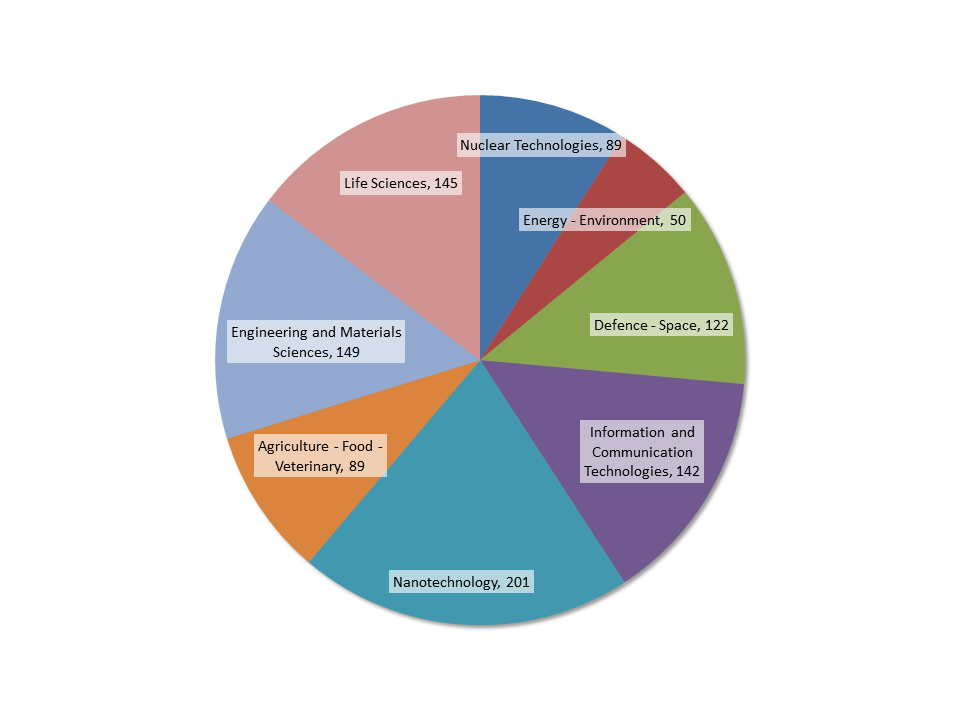 Nuclear Technologies, 89
Life Sciences, 145
Energy - Environment, 50
Defence - Space, 122
Engineering and Materials
Sciences, 149
Information and
Communication
Technologies, 142
Agriculture - Food -
Veterinary, 89
Nanotechnology, 201